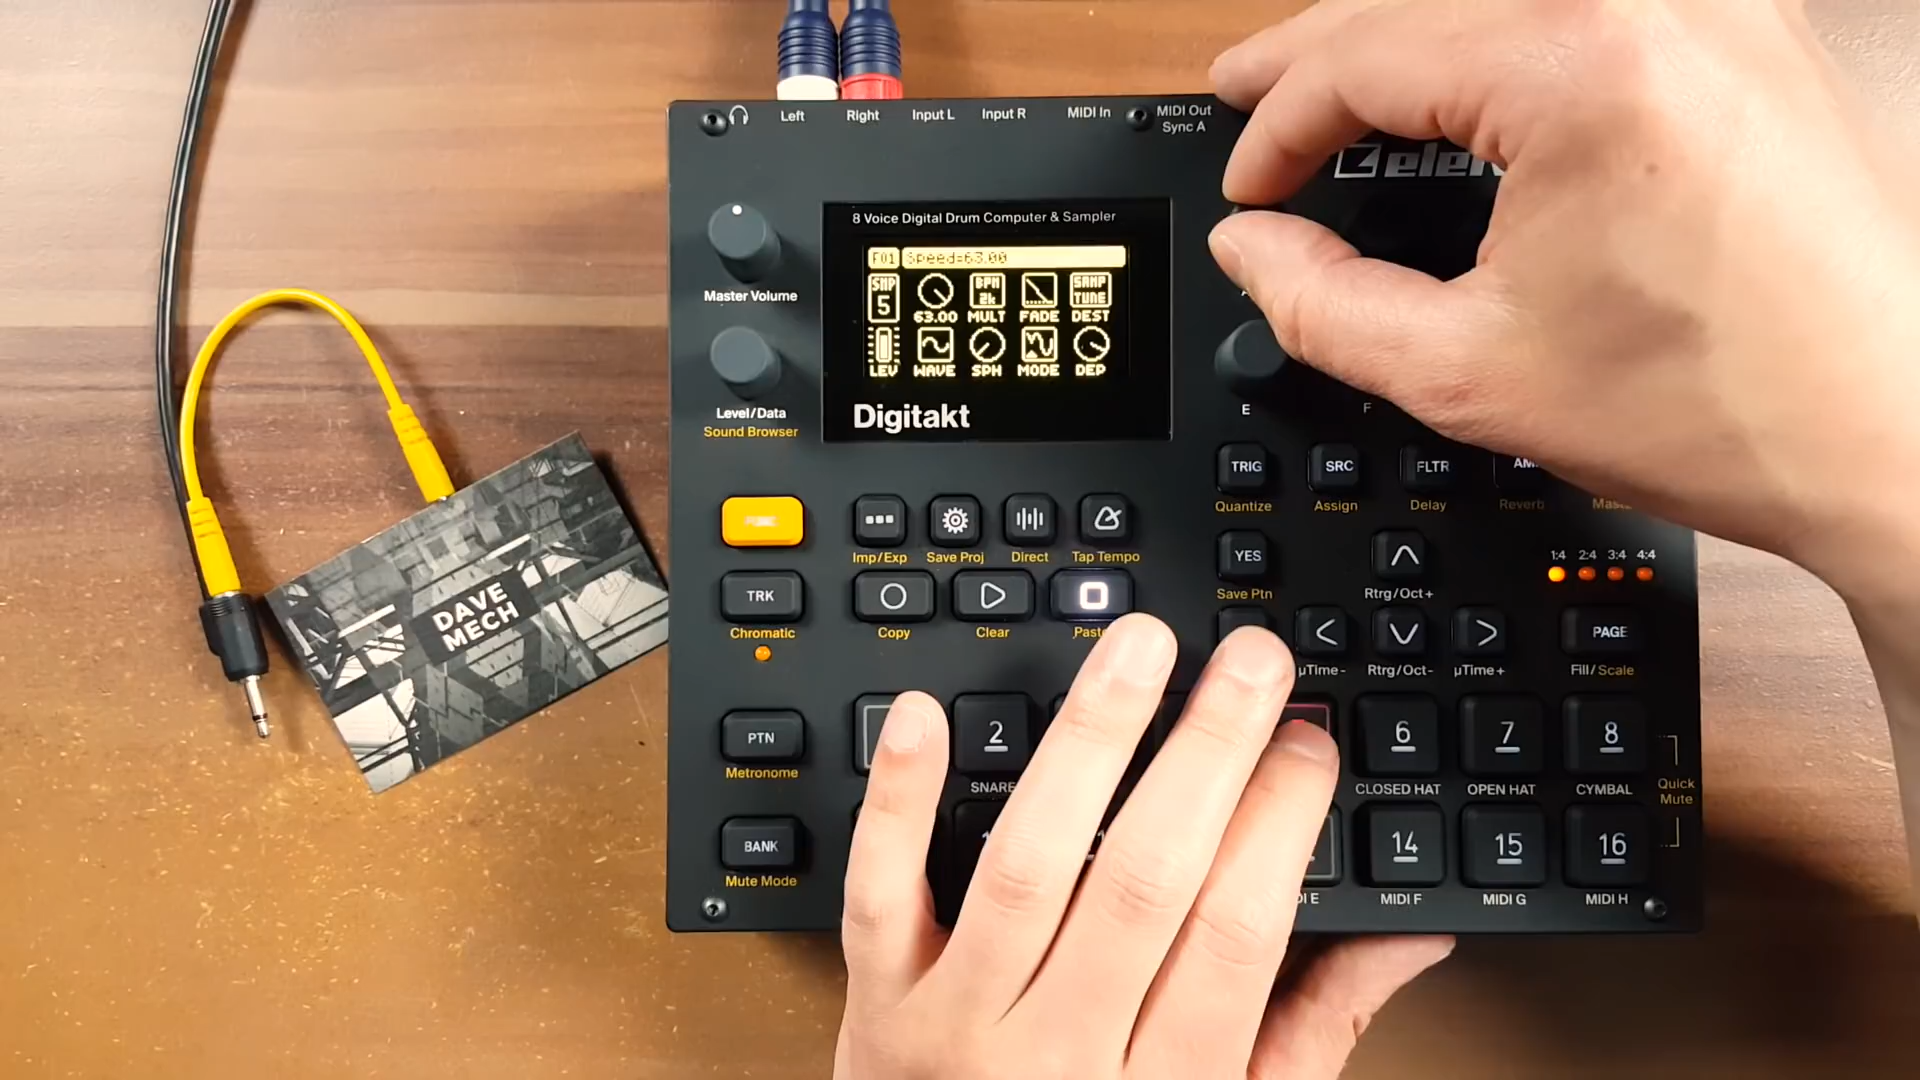 Left
Right
Input L
Input R
MIDI In
MIDI Out
Sync A
elek
8 Voice Digital Drum Computer & Sampler
F01 Speed=63.00
SMP
5
63.00
BPM
2k
MULT
FADE
SAMP
TUNE
DEST
LEV
WAVE
SPH
MODE
DEP
Digitakt
Master Volume
Level/Data
Sound Browser
E
F
TRIG
SRC
FLTR
Quantize
Assign
Delay
Reverb
FUNC
Imp/Exp
Save Proj
Direct
Tap Tempo
YES
Save Ptn
Rtrg/Oct+
1:4
2:4
3:4
4:4
TRK
Chromatic
Copy
Clear
µTime-
Rtrg/Oct-
µTime+
PAGE
Fill/Scale
DAVE
MECH
PTN
Metronome
2
6
7
8
SNARE
CLOSED HAT
OPEN HAT
CYMBAL
Quick
Mute
BANK
Mute Mode
14
15
16
MIDI F
MIDI G
MIDI H